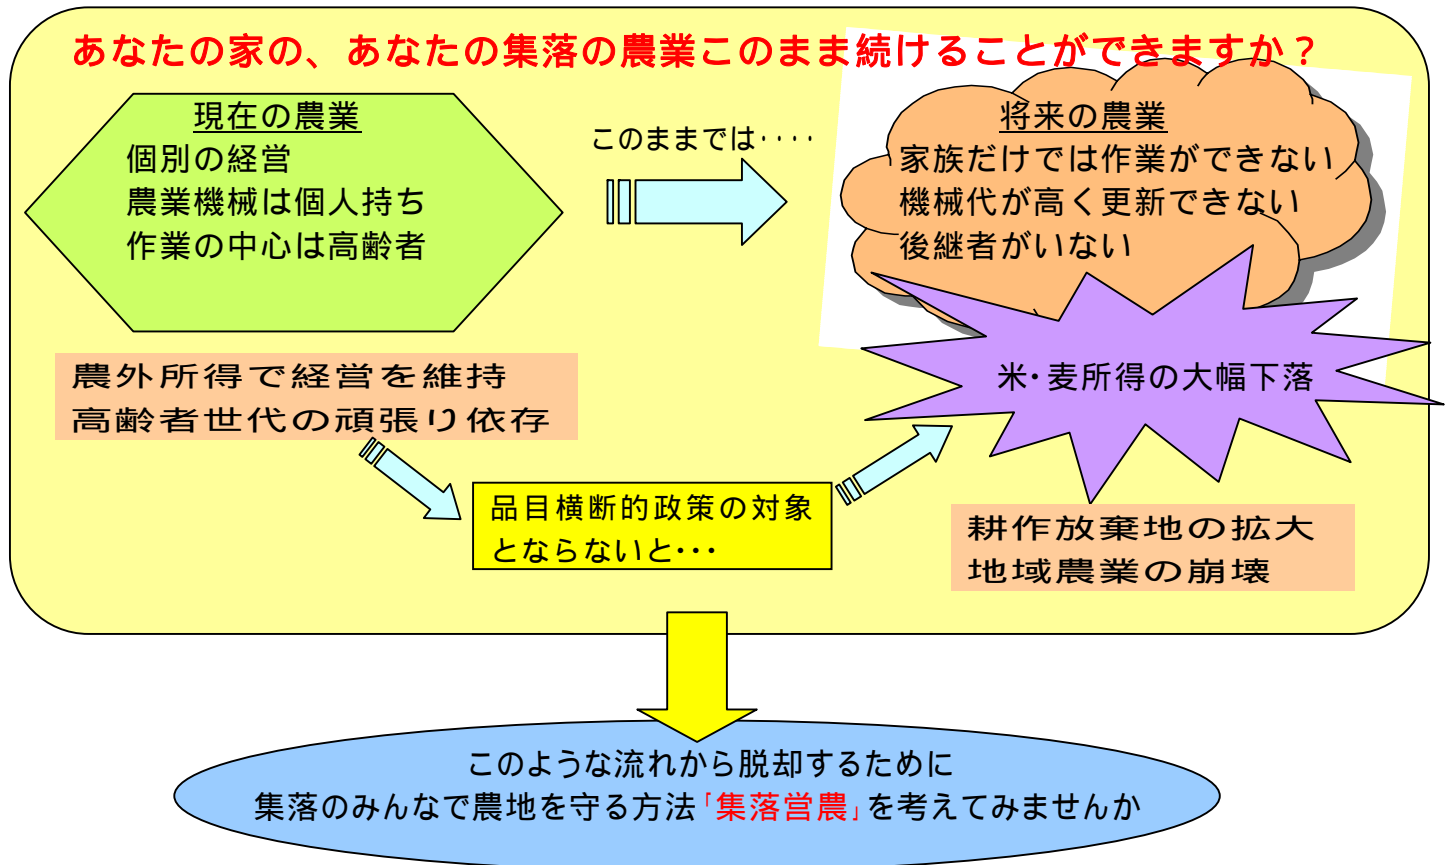 あなたの家の、あなたの集落の農業このまま続けることができますか？
現在の農業
個別の経営
農業機械は個人持ち
作業の中心は高齢者
このままでは‥‥
将来の農業
家族だけでは作業ができない
機械代が高く更新できない
後継者がいない
農外所得で経営を維持
高齢者世代の頑張り依存
米・麦所得の大幅下落
品目横断的政策の対象
とならないと･･･
耕作放棄地の拡大
地域農業の崩壊
このような流れから脱却するために
集落のみんなで農地を守る方法「集落営農」を考えてみませんか